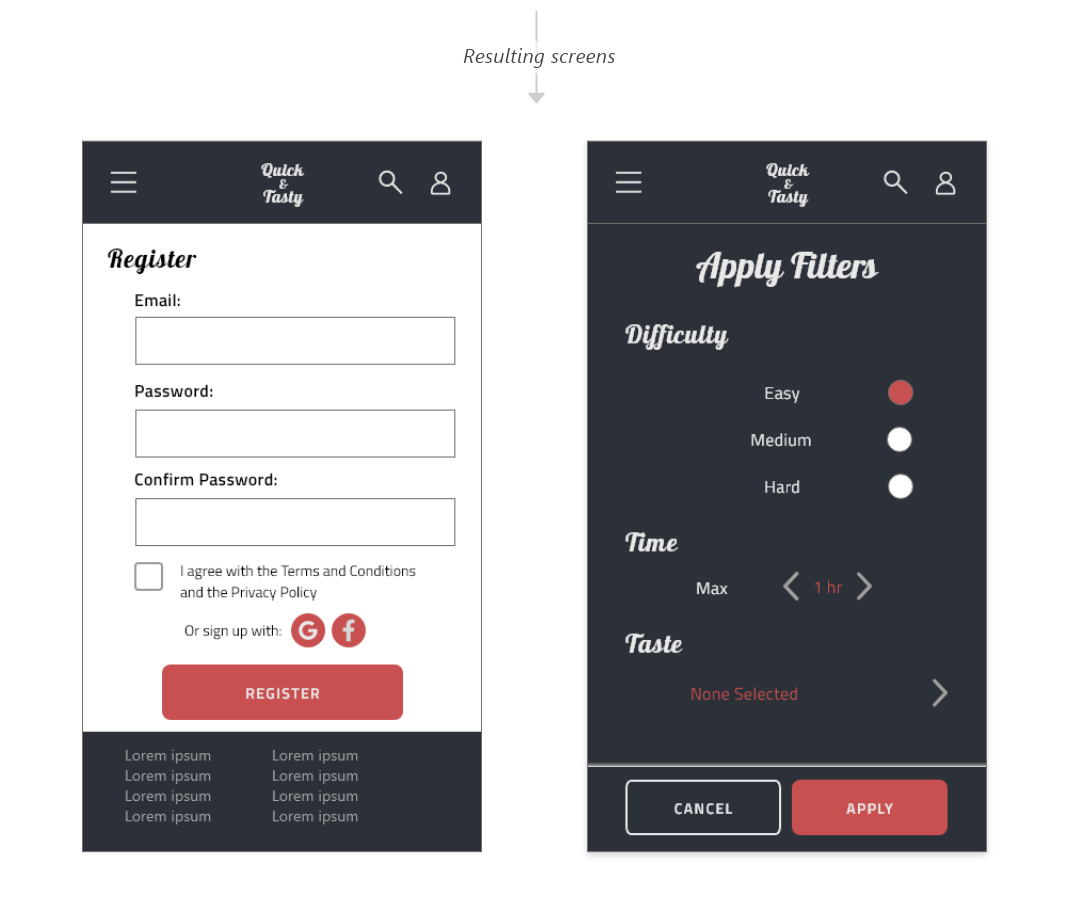 Resulting screens
Quick
&
Tasty
Register
Email:
Password:
Confirm Password:
I agree with the Terms and Conditions
and the Privacy Policy
Or sign up with: G f
REGISTER
Lorem ipsum Lorem ipsum
Lorem ipsum Lorem ipsum
Lorem ipsum Lorem ipsum
Lorem ipsum Lorem ipsum
Quick
&
Tasty
Apply Filters
Difficulty
Easy
Medium
Hard
Time
Max 1 hr
Taste
None Selected
CANCEL APPLY